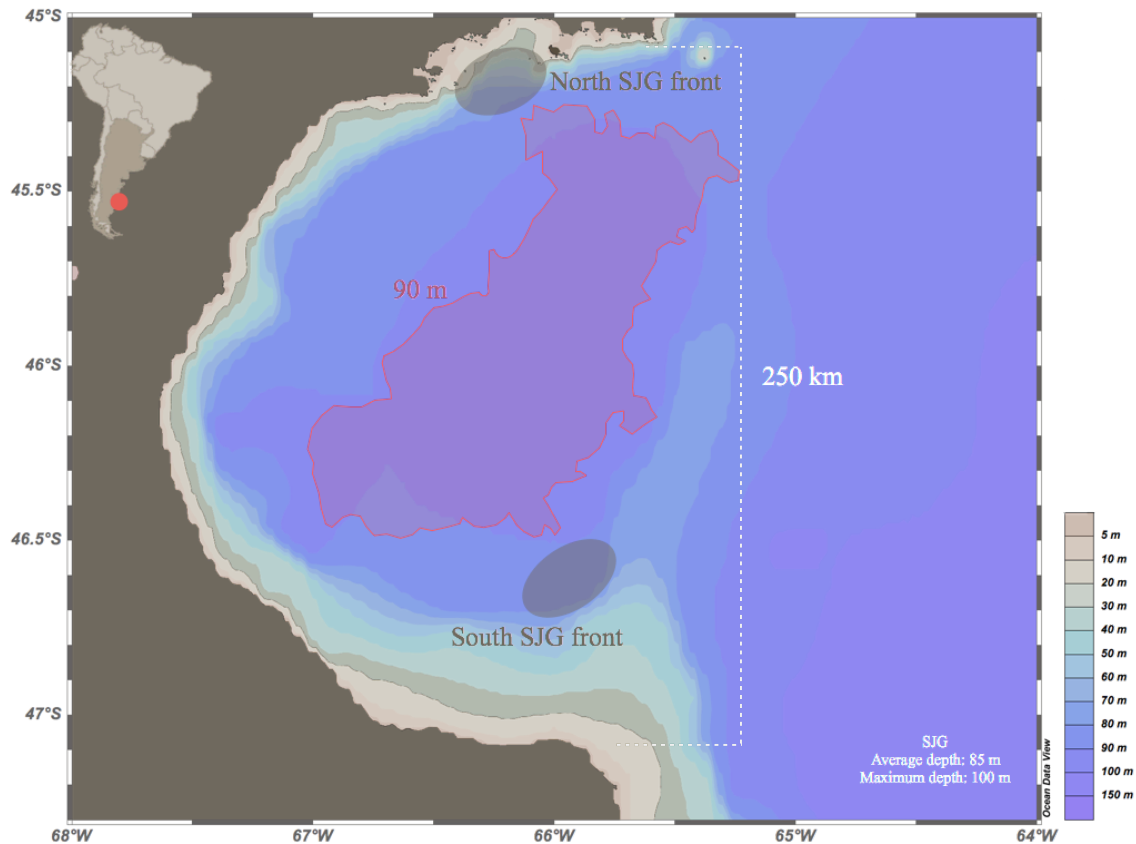 45°S
North SJG front
45.5°S
90 m
46°S
250 km
46.5°S
South SJG front
47°S
SJG
Average depth: 85 m
Maximum depth: 100 m
5 m
10 m
20 m
30 m
40 m
50 m
60 m
70 m
80 m
90 m
100 m
150 m
Ocean Data View
68°W
67°W
66°W
65°W
64°W